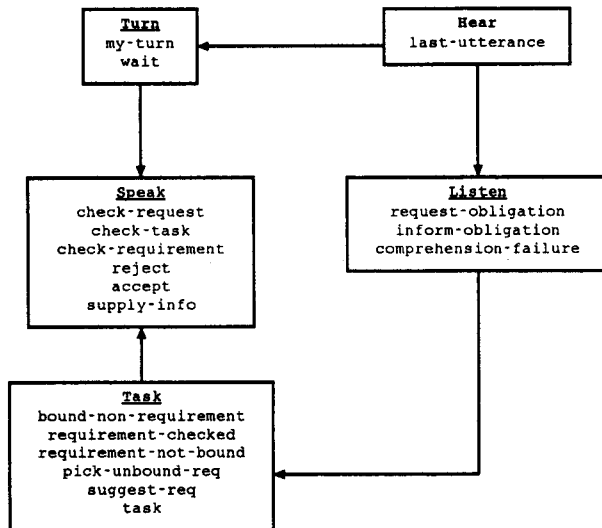 Turn
my-turn
wait
Hear
last-utterance
Speak
check-request
check-task
check-requirement
reject
accept
supply-info
Listen
request-obligation
inform-obligation
comprehension-failure
Task
bound-non-requirement
requirement-checked
requirement-not-bound
pick-unbound-req
suggest-req
task